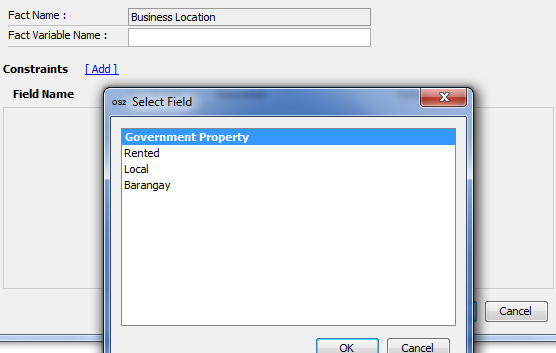 Fact Name : Business Location
Fact Variable Name :
Constraints [ Add ]
Field Name
OS2 Select Field
Government Property
Rented
Local
Barangay
Cancel
OK Cancel